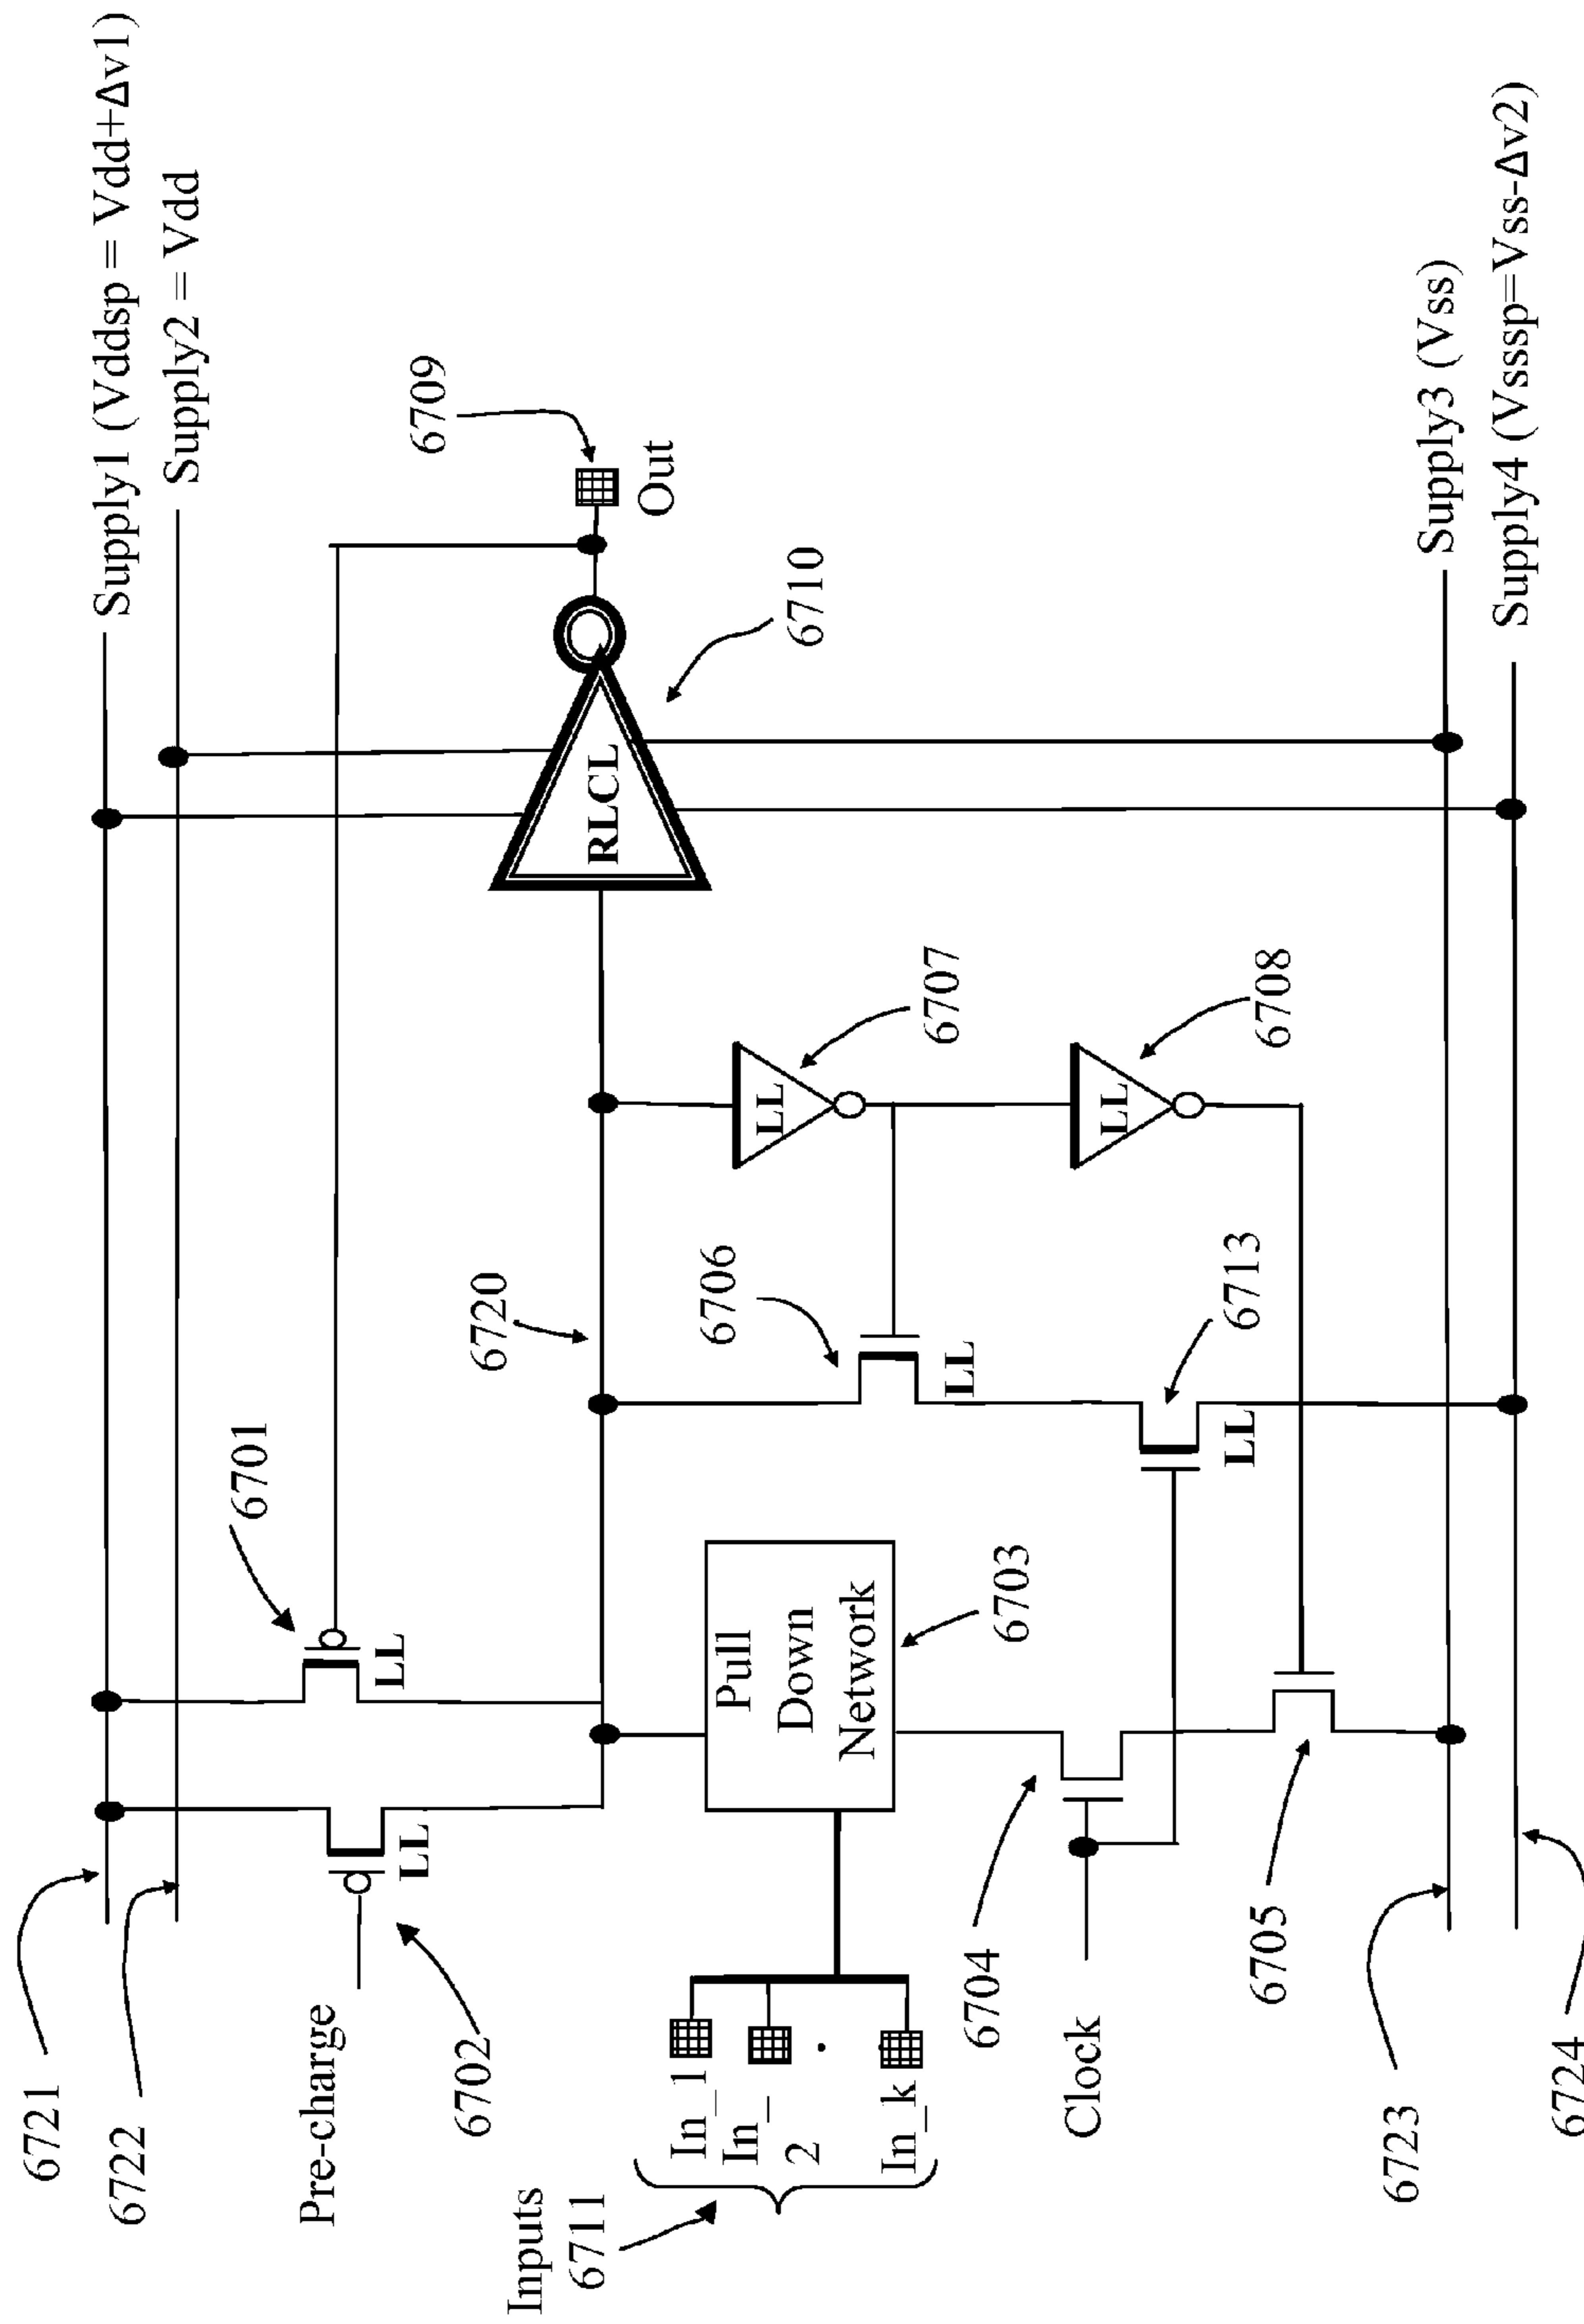 Supply1 (Vddsp = Vdd+Δv1)
Supply2 = Vdd
6721
6722
Pre-charge
6702
LL
6701
LL
6709
Out
6720
RLCL
6710
Inputs
6711
In_1
In_
2
.
In_k
Pull
Down
Network
6703
6706
LL
LL
6707
6704
Clock
6713
LL
LL
6708
6705
Supply3 (Vss)
6723
Supply4 (Vsssp=Vss-Δv2)
6724